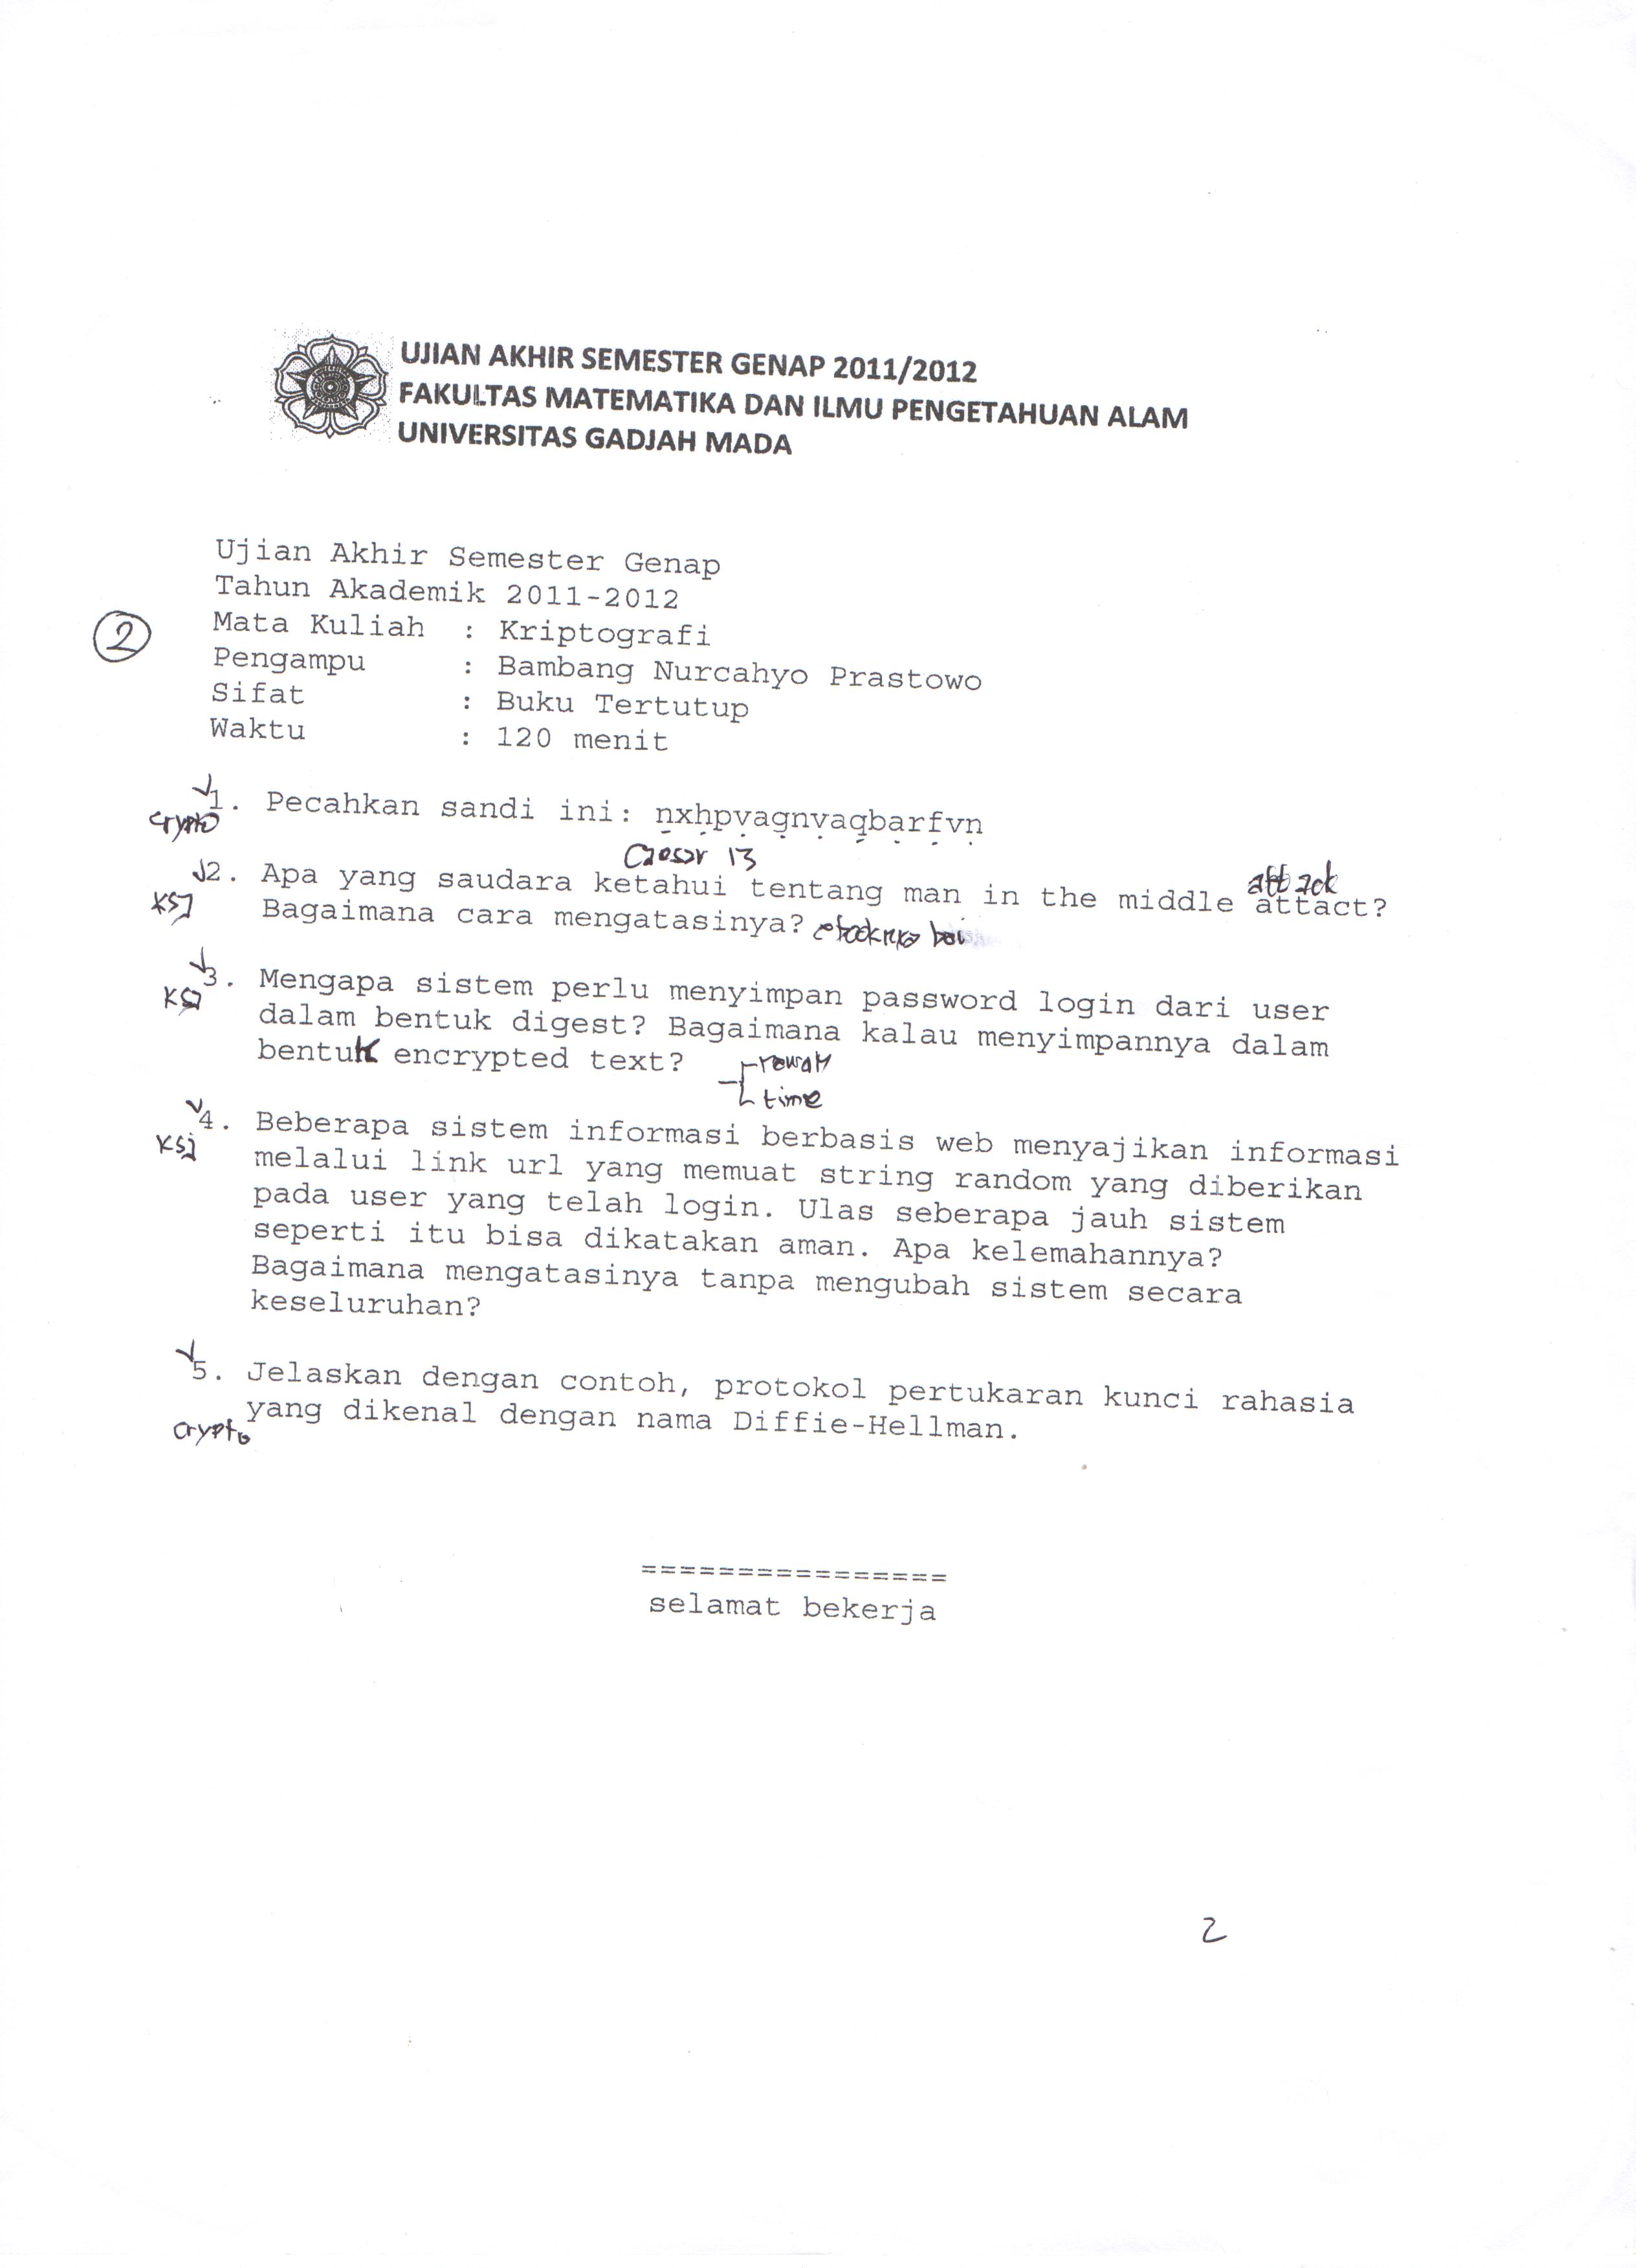 UJIAN AKHIR SEMESTER GENAP 2011/2012
FAKULTAS MATEMATIKA DAN ILMU PENGETAHUAN ALAM
UNIVERSITAS GADJAH MADA
Ujian Akhir Semester Genap
Tahun Akademik 2011-2012
2
Mata Kuliah : Kriptografi
Pengampu : Bambang Nurcahyo Prastowo
Sifat : Buku Tertutup
Waktu : 120 menit
1. Pecahkan sandi ini: nxhpvagnvaqbarfvn
crypto
Caesar 13
attack
2. Apa yang saudara ketahui tentang man in the middle attact?
KSJ
Bagaimana cara mengatasinya?
3. Mengapa sistem perlu menyimpan password login dari user
KSJ
dalam bentuk digest? Bagaimana kalau menyimpannya dalam
bentuk encrypted text?
time
4. Beberapa sistem informasi berbasis web menyajikan informasi
KSJ
melalui link url yang memuat string random yang diberikan
pada user yang telah login. Ulas seberapa jauh sistem
seperti itu bisa dikatakan aman. Apa kelemahannya?
Bagaimana mengatasinya tanpa mengubah sistem secara
keseluruhan?
5. Jelaskan dengan contoh, protokol pertukaran kunci rahasia
crypto
yang dikenal dengan nama Diffie-Hellman.
================
selamat bekerja
2